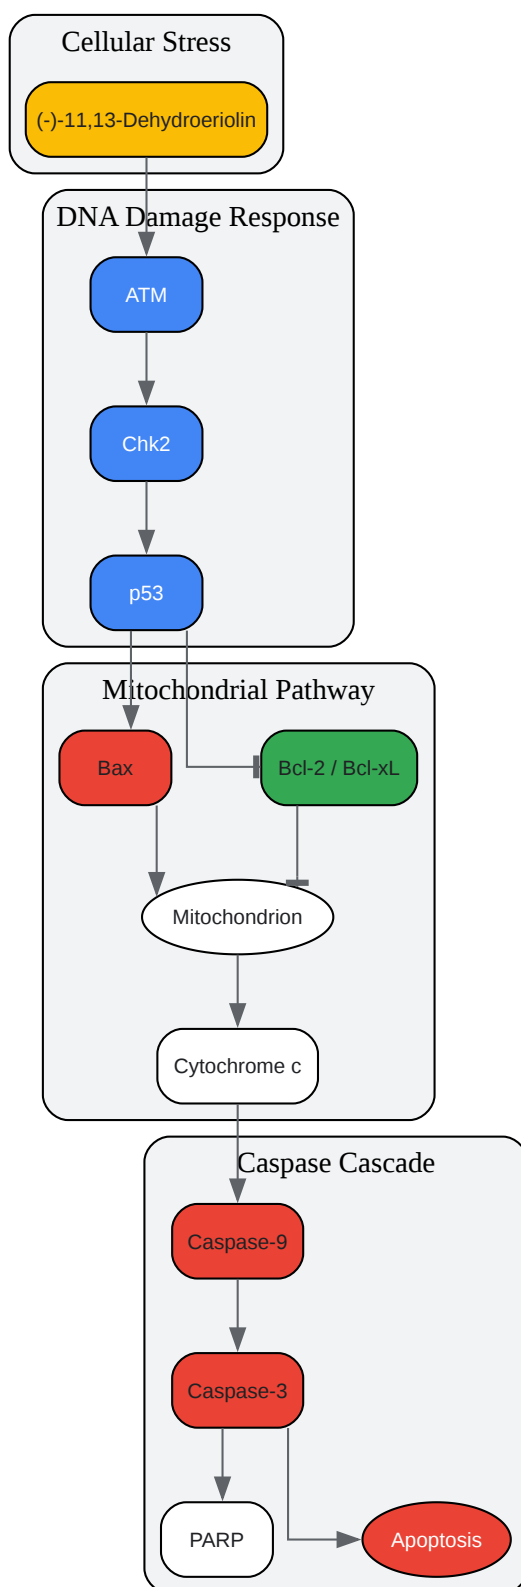 Cellular Stress
(-)-11,13-Dehydroeriolin
DNA Damage Response
ATM
Chk2
p53
Mitochondrial Pathway
Bax
Bcl-2 / Bcl-xL
Mitochondrion
Cytochrome c
Caspase Cascade
Caspase-9
Caspase-3
PARP
Apoptosis